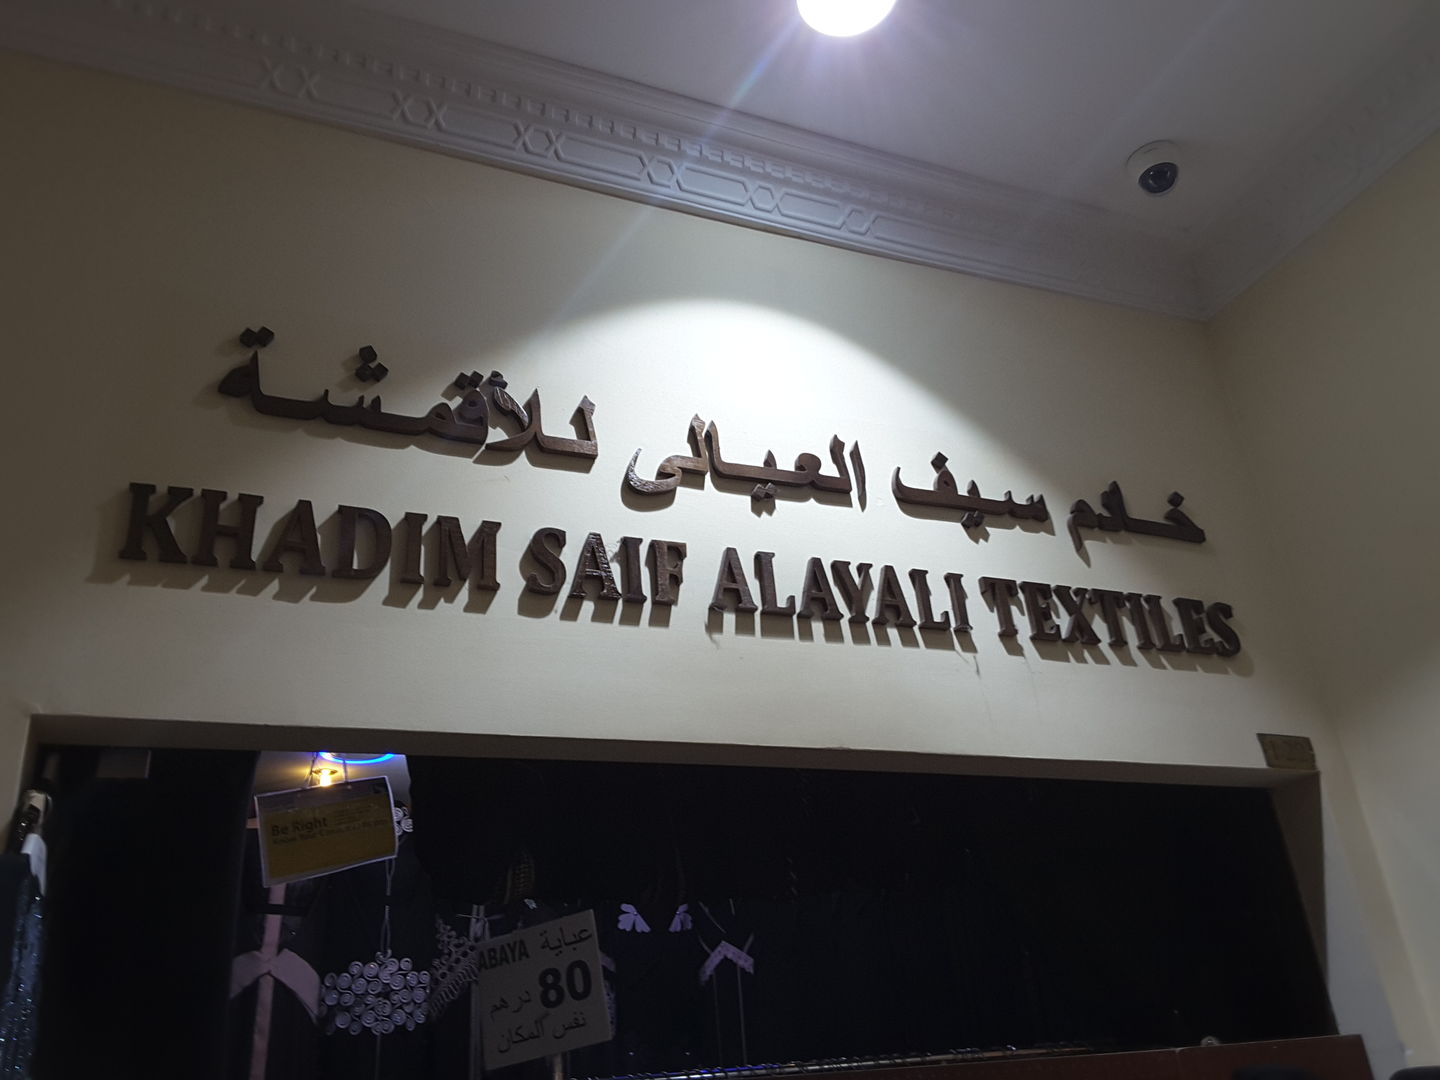 خادم سيف العيالى للأقمشة
KHADIM SAIF ALAYALI TEXTILES
Be Right
ABAYA عباية
80 درهم
نفس المكان